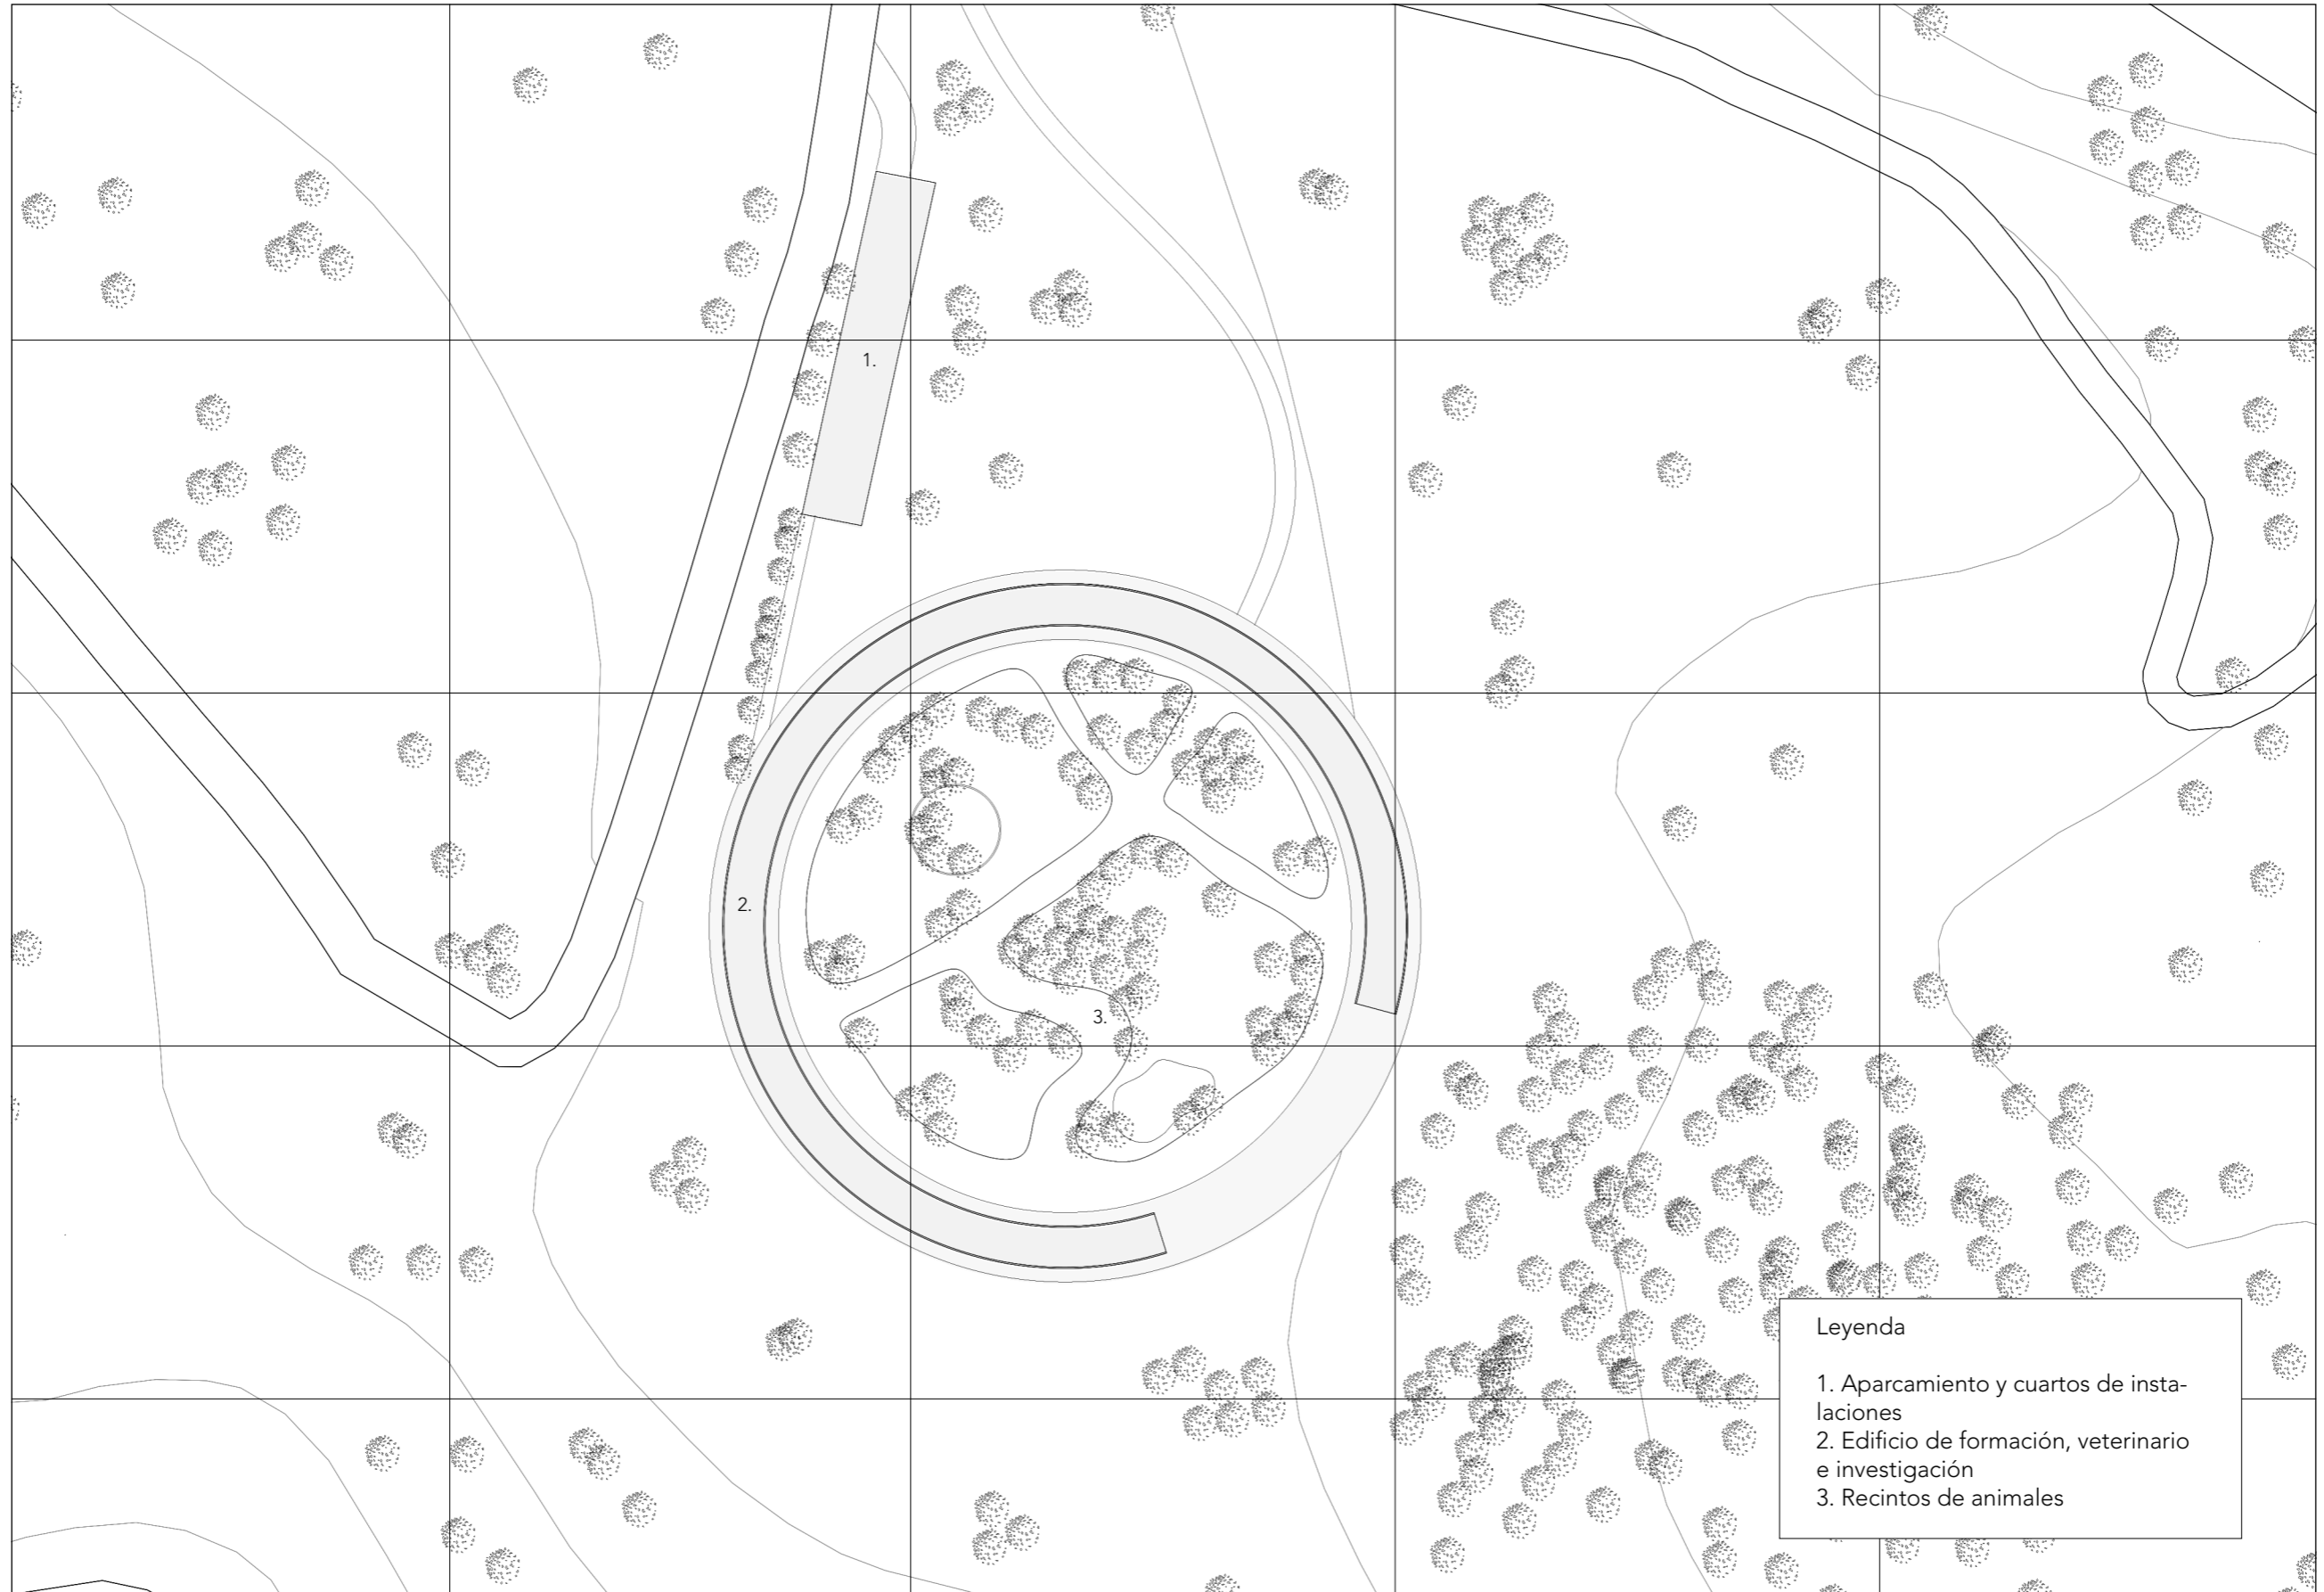 1.
2.
3.
Leyenda
1. Aparcamiento y cuartos de insta-
laciones
2. Edificio de formación, veterinario
e investigación
3. Recintos de animales